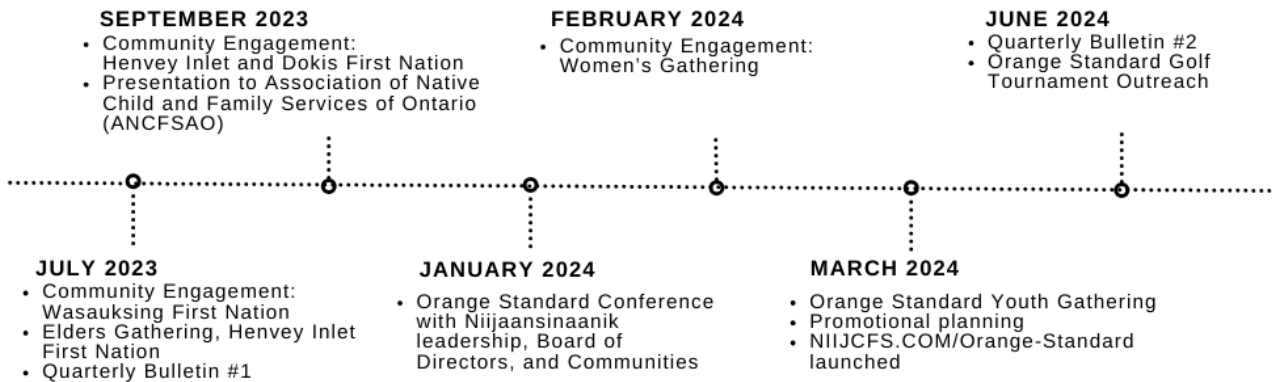 SEPTEMBER 2023
• Community Engagement:
Henvey Inlet and Dokis First Nation
• Presentation to Association of Native
Child and Family Services of Ontario
(ANCFSAO)
FEBRUARY 2024
• Community Engagement:
Women's Gathering
JUNE 2024
• Quarterly Bulletin #2
• Orange Standard Golf
Tournament Outreach
JULY 2023
• Community Engagement:
Wasauksing First Nation
• Elders Gathering, Henvey Inlet
First Nation
• Quarterly Bulletin #1
JANUARY 2024
• Orange Standard Conference
with Niijaansinaanik
leadership, Board of
Directors, and Communities
MARCH 2024
• Orange Standard Youth Gathering
• Promotional planning
• NIIJCFS.COM/Orange-Standard
launched